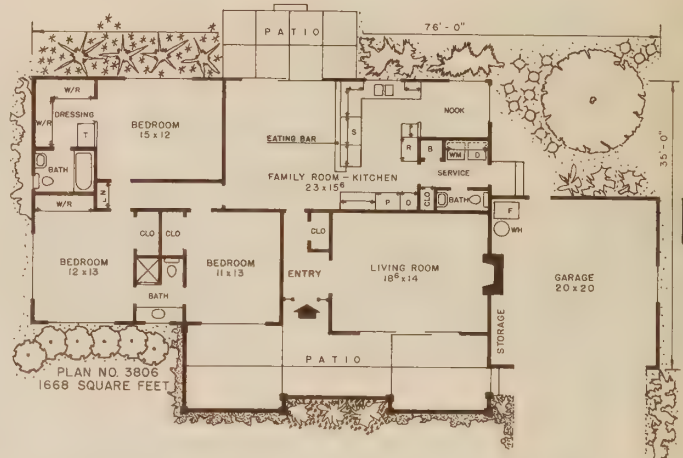 PATIO
76'-0"
W/R
W/R
DRESSING
T
BEDROOM
15 x 12
EATING BAR
S
NOOK
R
B
WM
D
BATH
W/R
LN
FAMILY ROOM - KITCHEN
23 x 15⁶
SERVICE
P
O
CLO
BATH
35'-0"
CLO
CLO
CLO
F
WH
BEDROOM
12 x 13
BEDROOM
11 x 13
ENTRY
LIVING ROOM
18⁶ x 14
GARAGE
20 x 20
BATH
STORAGE
PATIO
PLAN NO. 3806
1668 SQUARE FEET